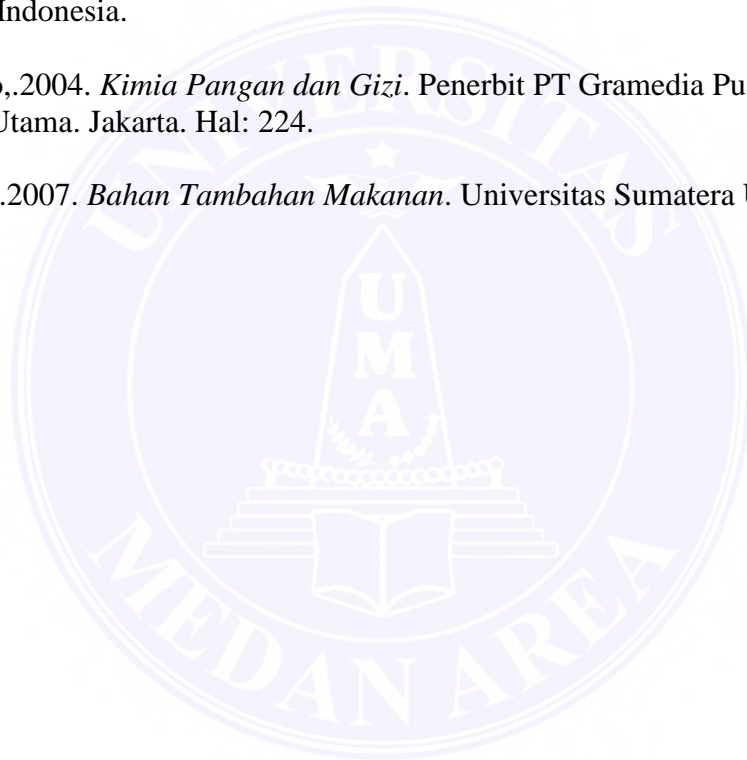 Indonesia.
,.2004. Kimia Pangan dan Gizi. Penerbit PT Gramedia Pu
Utama. Jakarta. Hal: 224.
.2007. Bahan Tambahan Makanan. Universitas Sumatera U
UNIVERSITAS
U
M
A
MEDAN AREA